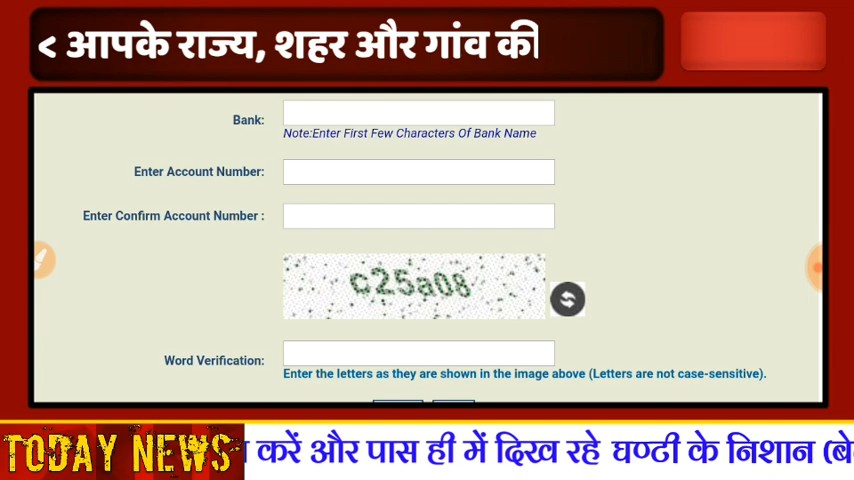 < आपके राज्य, शहर और गांव की
Bank:
Note:Enter First Few Characters Of Bank Name
Enter Account Number:
Enter Confirm Account Number :
c25a08
Word Verification:
Enter the letters as they are shown in the image above (Letters are not case-sensitive).
TODAY NEWS
करें और पास ही में दिख रहे घण्टी के निशान (बे